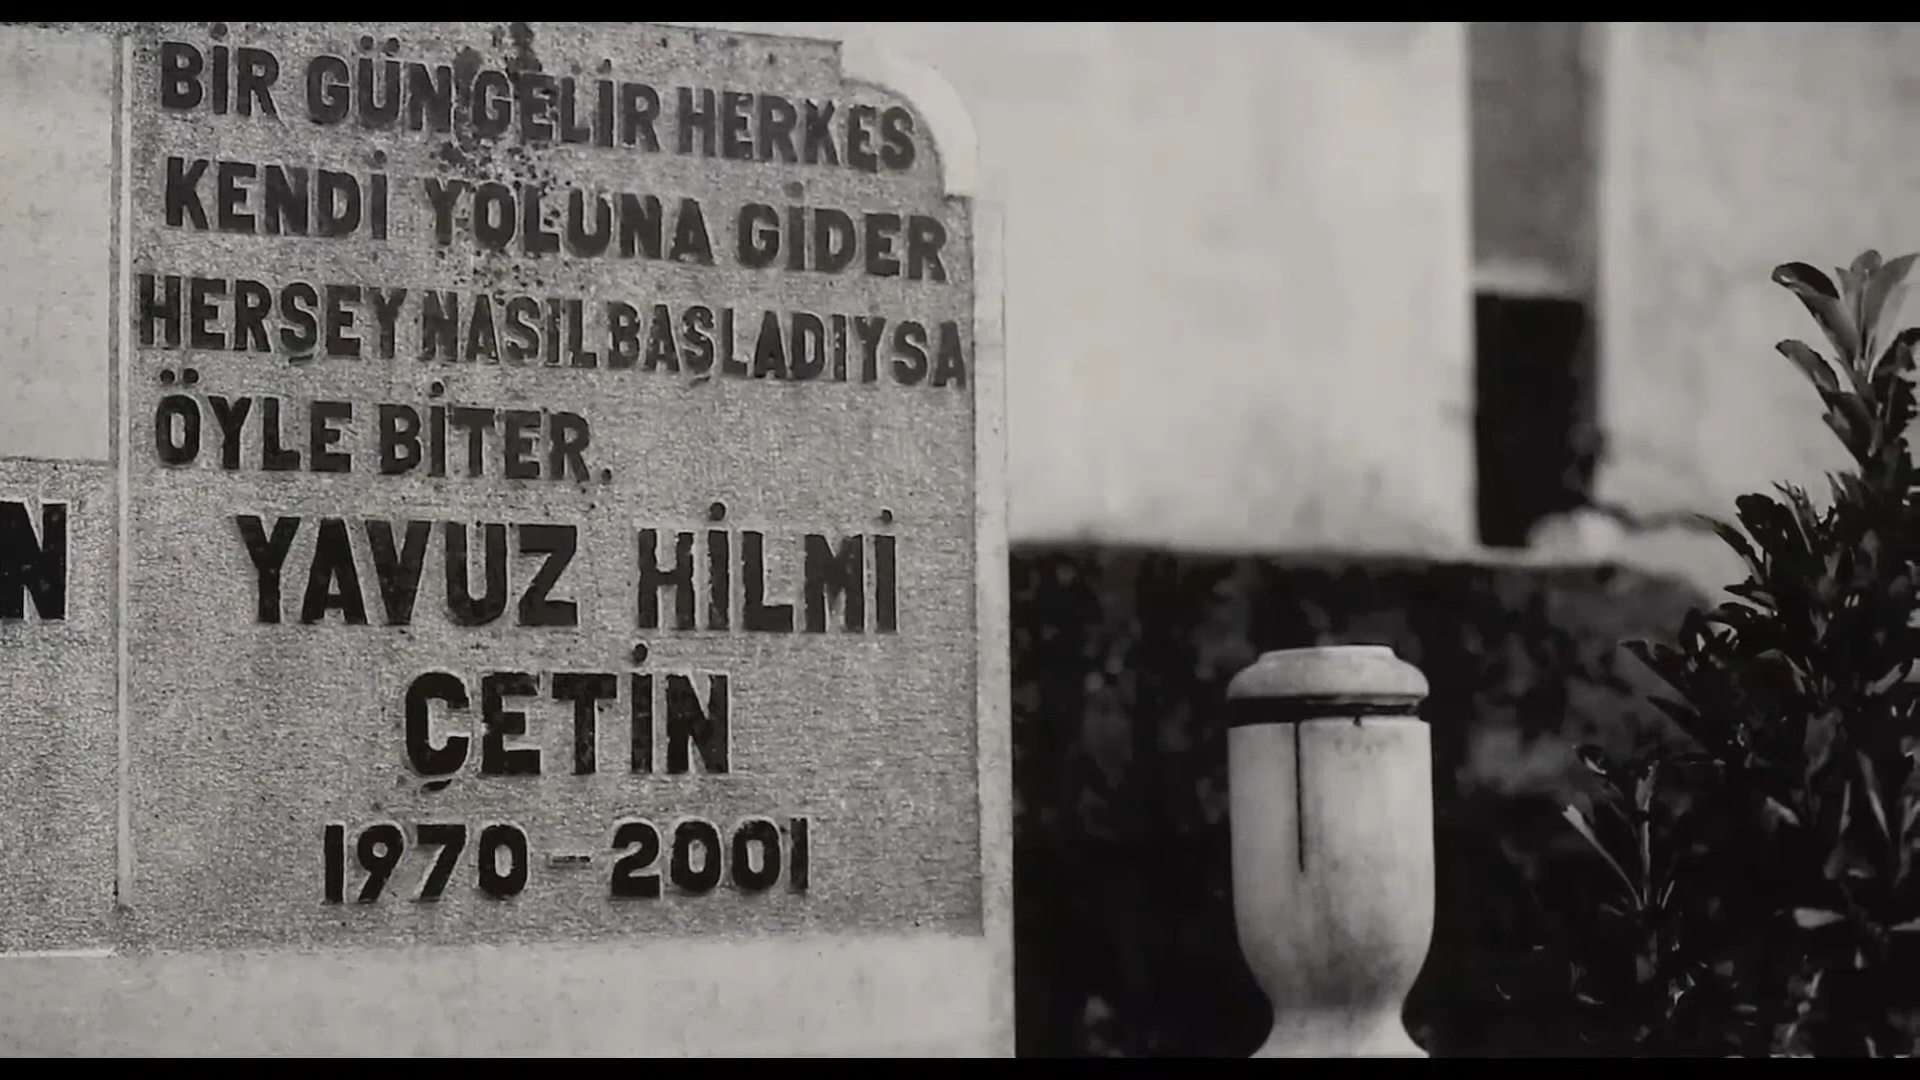 BİR GÜN GELİR HERKES
KENDİ YOLUNA GİDER
HERŞEY NASIL BAŞLADIYSA
ÖYLE BİTER.
N
YAVUZ HİLMİ
ÇETİN
1970-2001